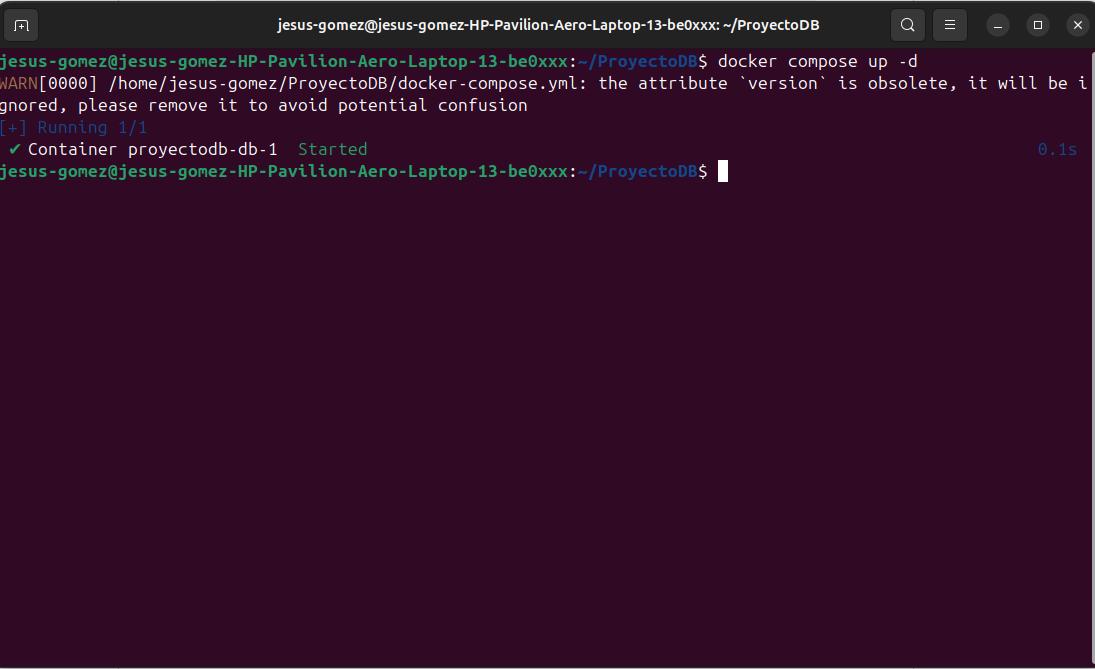 jesus-gomez@jesus-gomez-HP-Pavilion-Aero-Laptop-13-be0xxx: ~/ProyectoDB
jesus-gomez@jesus-gomez-HP-Pavilion-Aero-Laptop-13-be0xxx:~/ProyectoDB$ docker compose up -d
WARN[0000] /home/jesus-gomez/ProyectoDB/docker-compose.yml: the attribute `version` is obsolete, it will be i
gnored, please remove it to avoid potential confusion
[+] Running 1/1
✔ Container proyectodb-db-1  Started 0.1s
jesus-gomez@jesus-gomez-HP-Pavilion-Aero-Laptop-13-be0xxx:~/ProyectoDB$